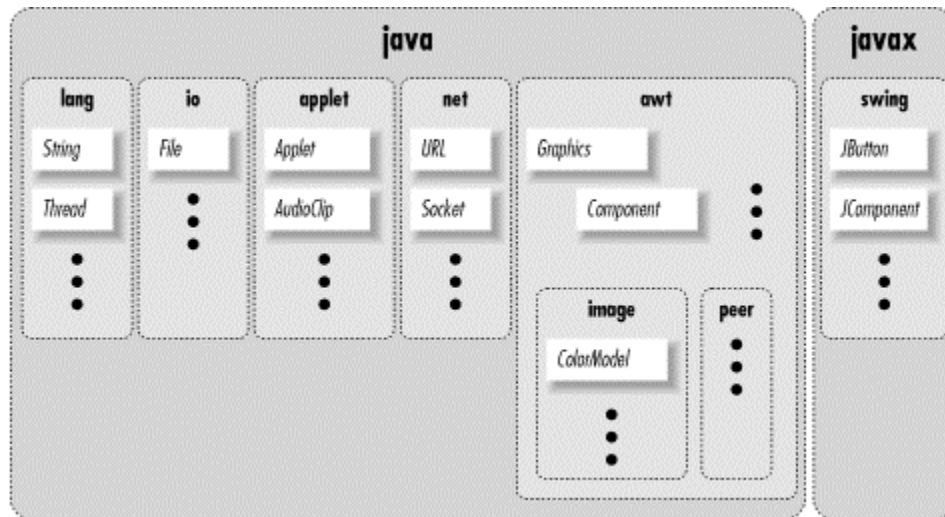 java
javax
lang
io
applet
net
awt
swing
String
File
Applet
URL
Graphics
JButton
Thread
AudioClip
Socket
Component
JComponent
image
peer
ColorModel